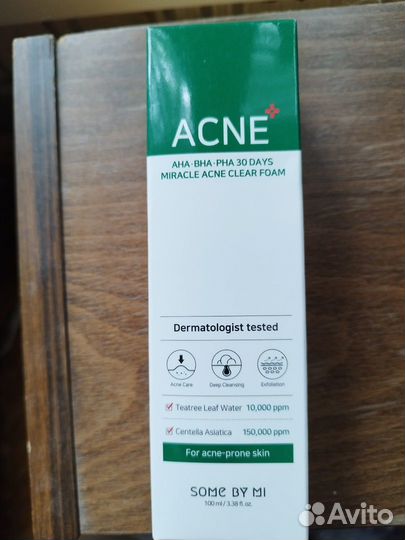 ACNE
AHA·BHA·PHA 30 DAYS
MIRACLE ACNE CLEAR FOAM
Dermatologist tested
Acne Care Deep Cleansing Exfoliation
Teatree Leaf Water 10,000 ppm
Centella Asiatica 150,000 ppm
For acne-prone skin
SOME BY MI
100 ml / 3.38 fl. oz.
Avito